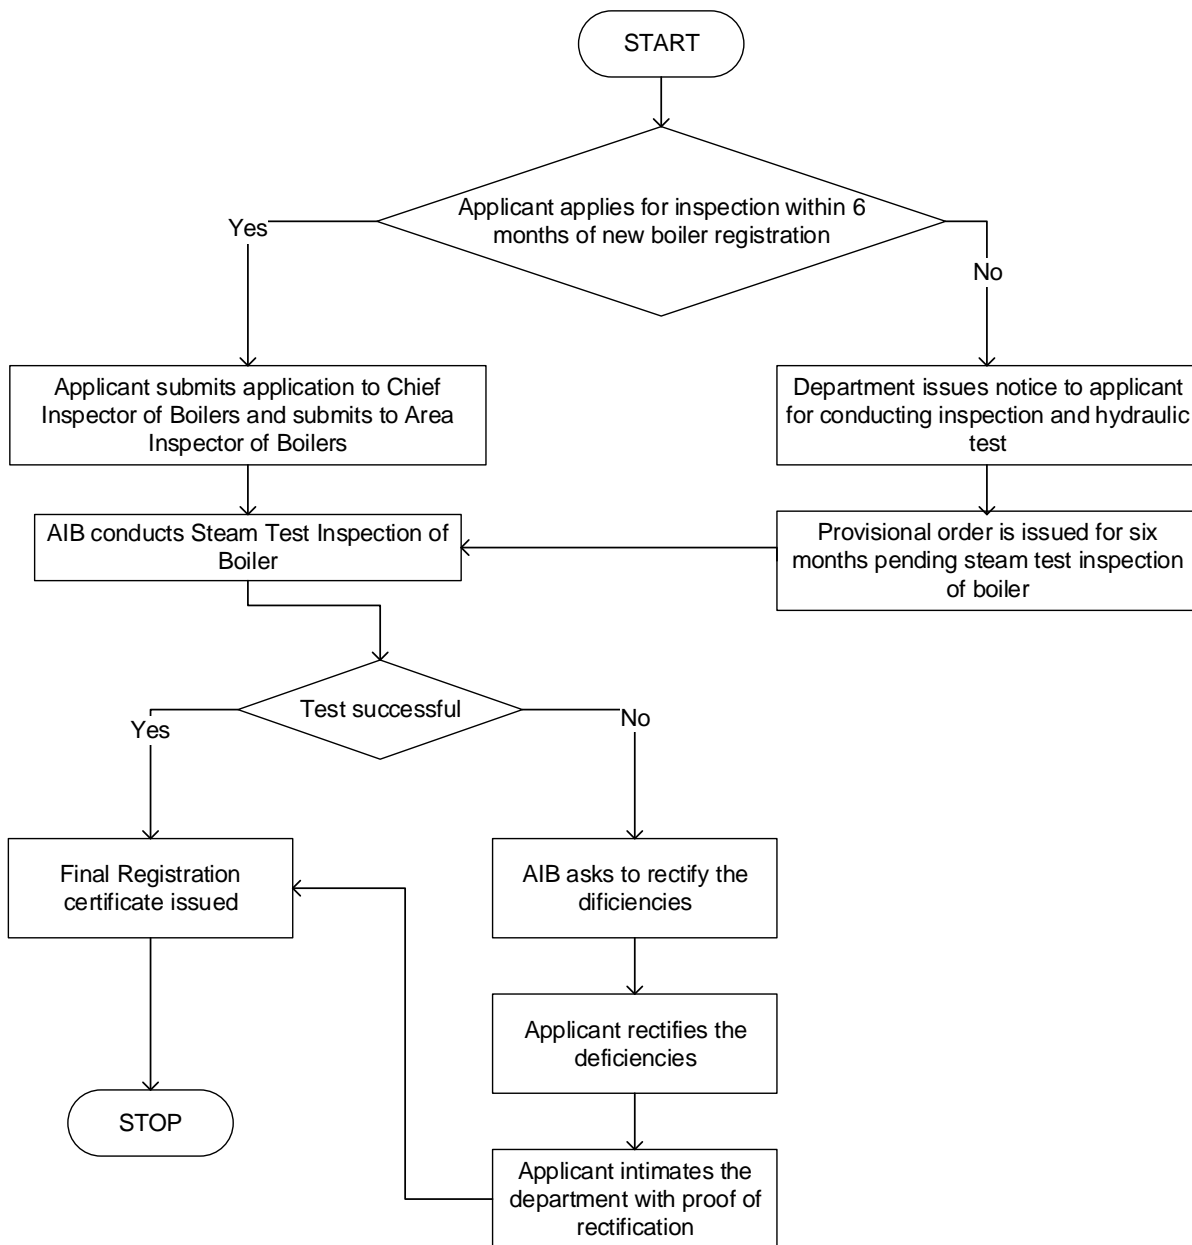 START
Applicant applies for inspection within 6
months of new boiler registration
Yes
No
Applicant submits application to Chief
Inspector of Boilers and submits to Area
Inspector of Boilers
Department issues notice to applicant
for conducting inspection and hydraulic
test
AIB conducts Steam Test Inspection of
Boiler
Provisional order is issued for six
months pending steam test inspection
of boiler
Test successful
Yes
No
Final Registration
certificate issued
AIB asks to rectify the
dificiencies
Applicant rectifies the
deficiencies
STOP
Applicant intimates the
department with proof of
rectification